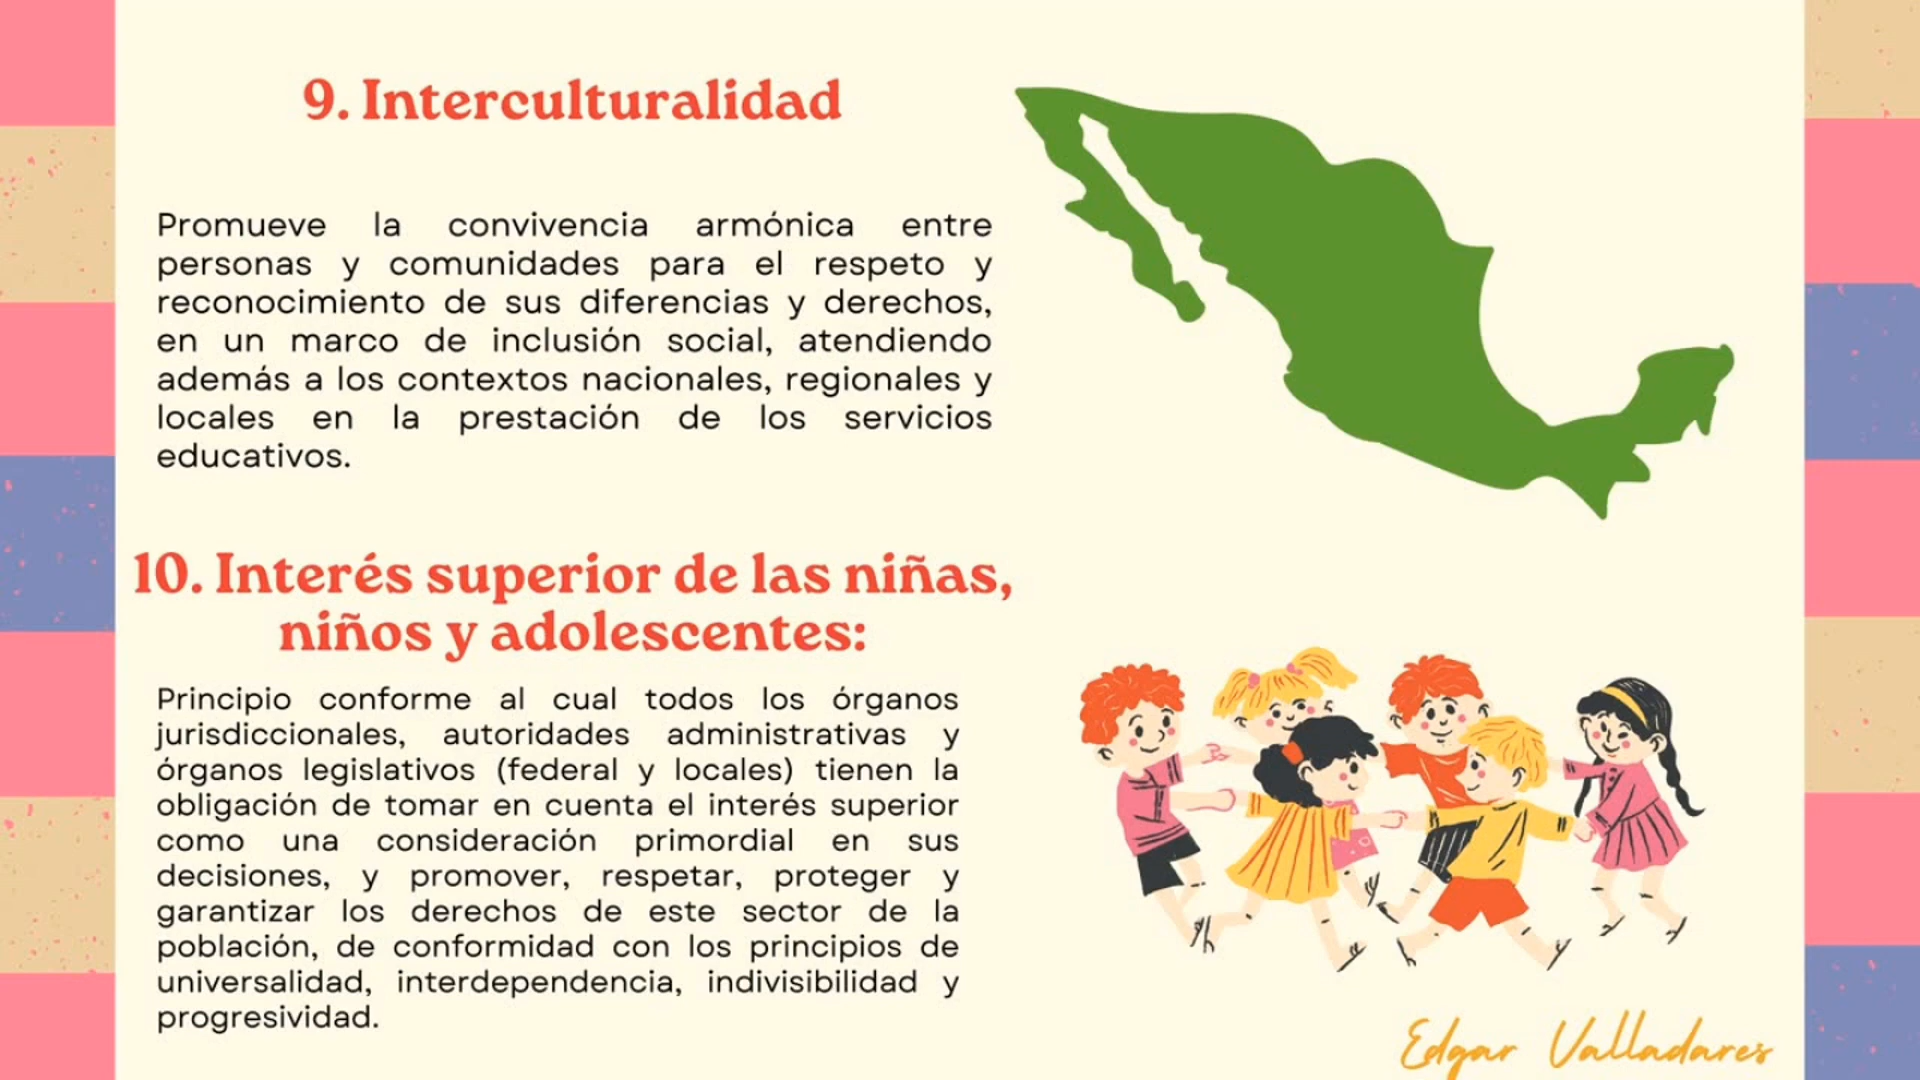 9. Interculturalidad
Promueve la convivencia armónica entre
personas y comunidades para el respeto y
reconocimiento de sus diferencias y derechos,
en un marco de inclusión social, atendiendo
además a los contextos nacionales, regionales y
locales en la prestación de los servicios
educativos.
10. Interés superior de las niñas,
niños y adolescentes:
Principio conforme al cual todos los órganos
jurisdiccionales, autoridades administrativas y
órganos legislativos (federal y locales) tienen la
obligación de tomar en cuenta el interés superior
como una consideración primordial en sus
decisiones, y promover, respetar, proteger y
garantizar los derechos de este sector de la
población, de conformidad con los principios de
universalidad, interdependencia, indivisibilidad y
progresividad.
Edgar Valladares